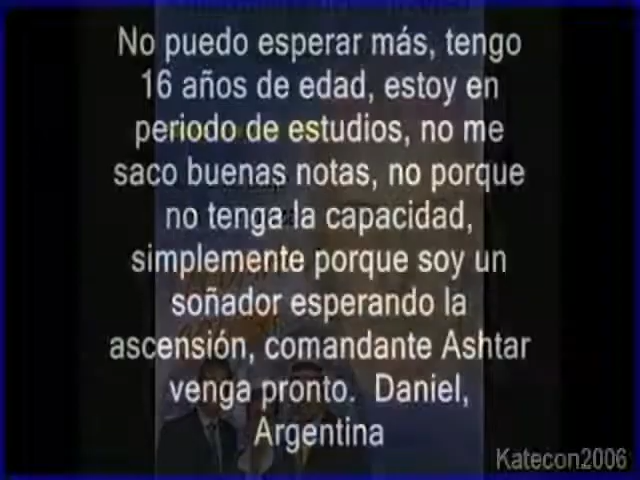 No puedo esperar más, tengo
16 años de edad, estoy en
periodo de estudios, no me
saco buenas notas, no porque
no tenga la capacidad,
simplemente porque soy un
soñador esperando la
ascensión, comandante Ashtar
venga pronto.  Daniel,
Argentina
Katecon2006